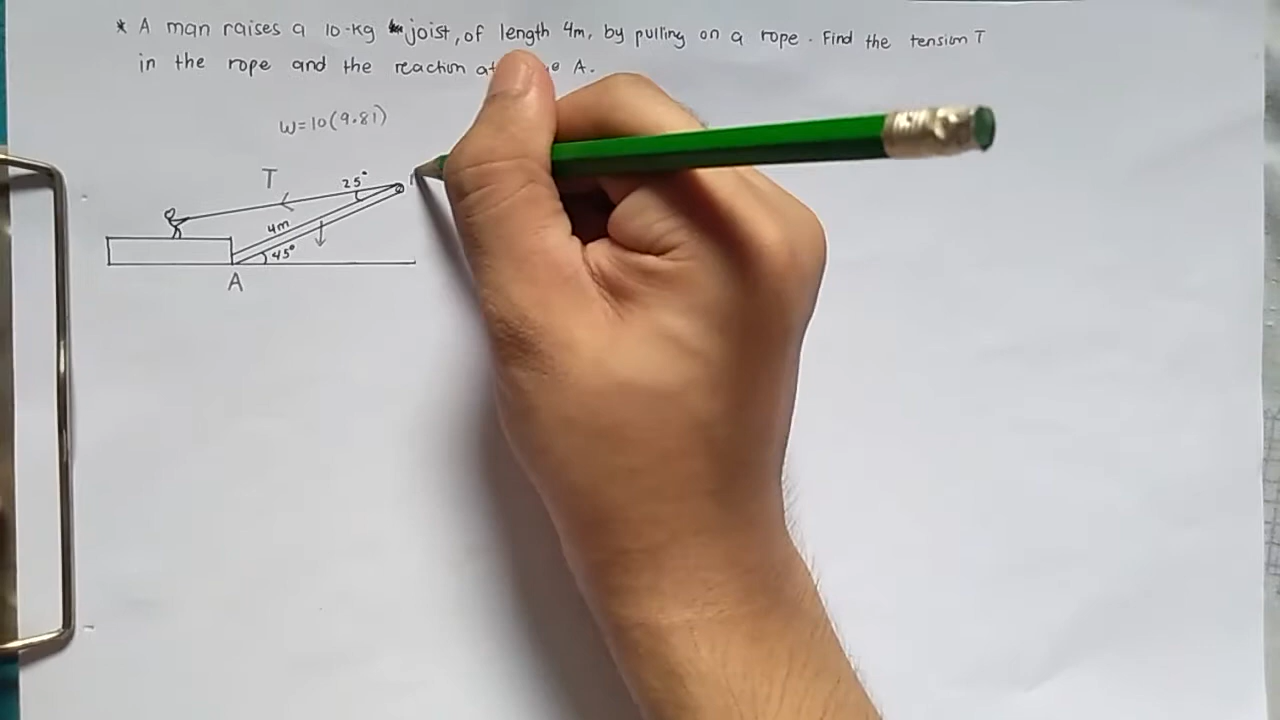 * A man raises a 10-kg joist, of length 4m, by pulling on a rope. Find the tension T
in the rope and the reaction at A.
W=10(9.81)
T
25°
4m
45°
A